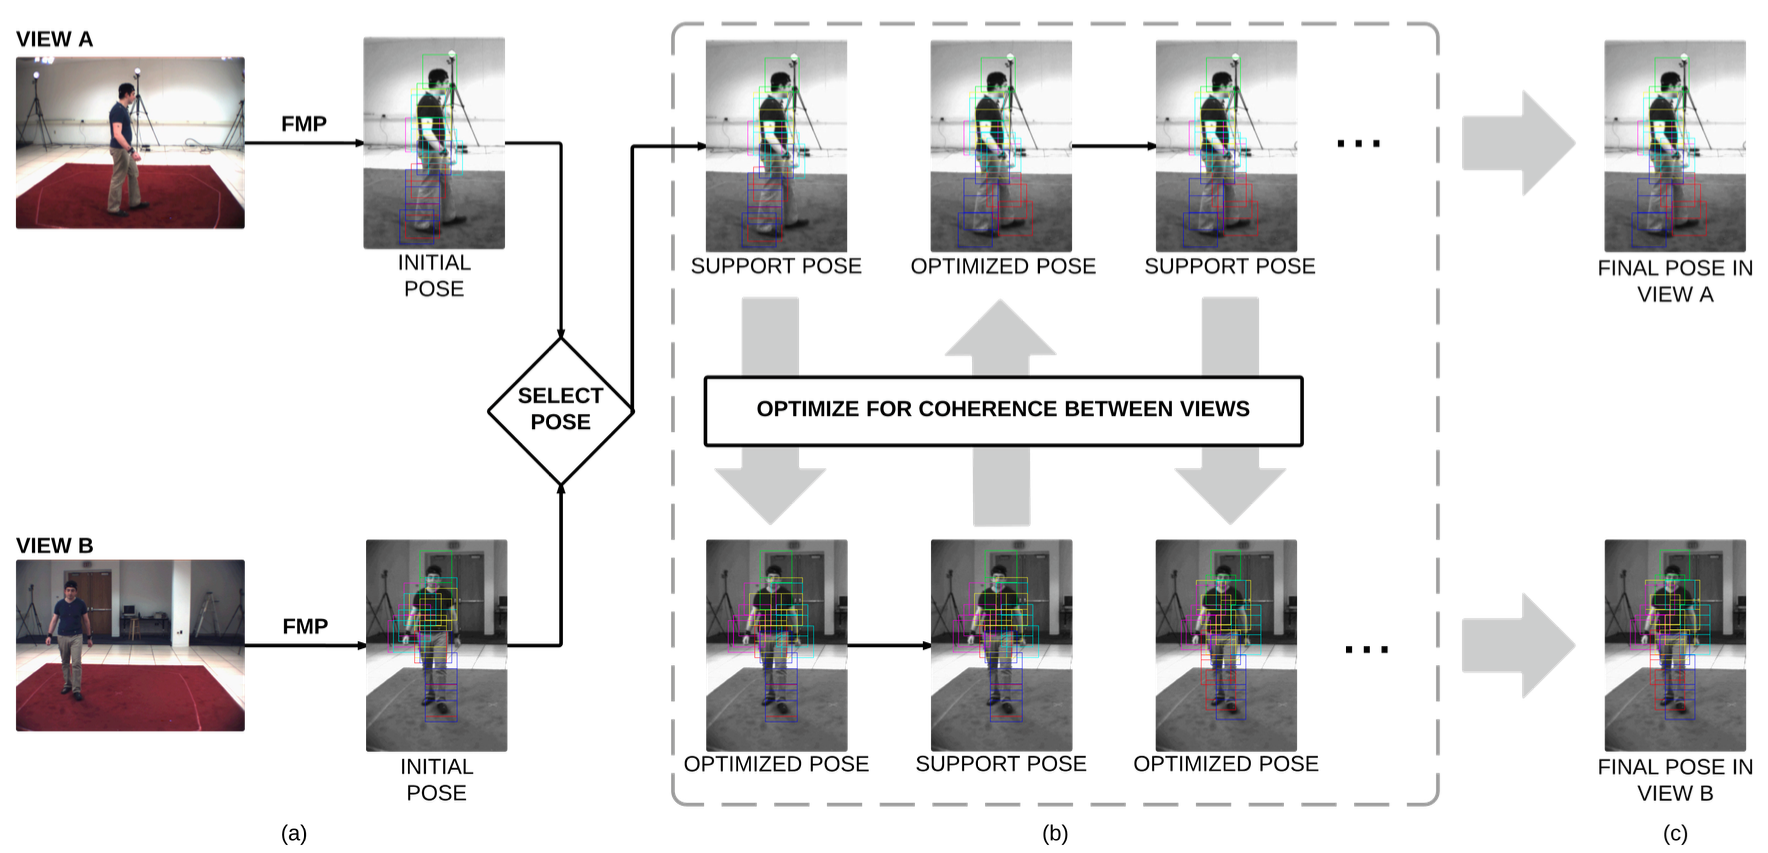 VIEW A
FMP
INITIAL
POSE
SELECT
POSE
VIEW B
FMP
INITIAL
POSE
(a)
SUPPORT POSE
OPTIMIZED POSE
SUPPORT POSE
...
OPTIMIZE FOR COHERENCE BETWEEN VIEWS
OPTIMIZED POSE
SUPPORT POSE
OPTIMIZED POSE
...
(b)
FINAL POSE IN
VIEW A
FINAL POSE IN
VIEW B
(c)